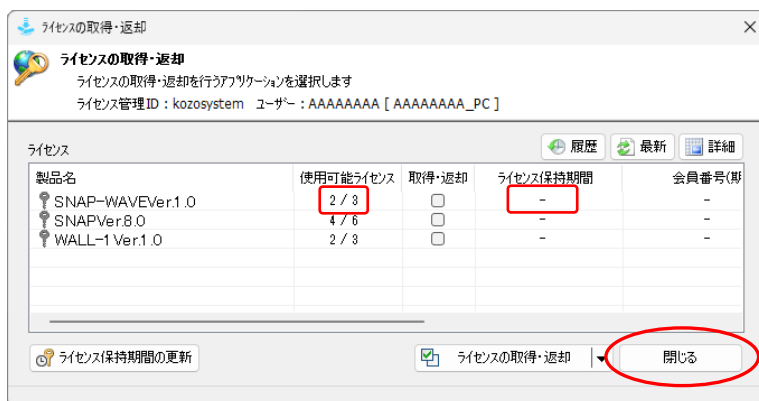 ライセンスの取得・返却
ライセンスの取得・返却
ライセンスの取得・返却を行うアプリケーションを選択します
ライセンス管理ID：kozosystem ユーザー：AAAAAAAA [ AAAAAAAA_PC ]
ライセンス 履歴 最新 詳細
製品名 使用可能ライセンス 取得・返却 ライセンス保持期間 会員番号(期
SNAP-WAVEVer.1.0 2 / 3 - -
SNAPVer.8.0 4 / 6 - -
WALL-1 Ver.1.0 2 / 3 - -
ライセンス保持期間の更新 ライセンスの取得・返却 閉じる